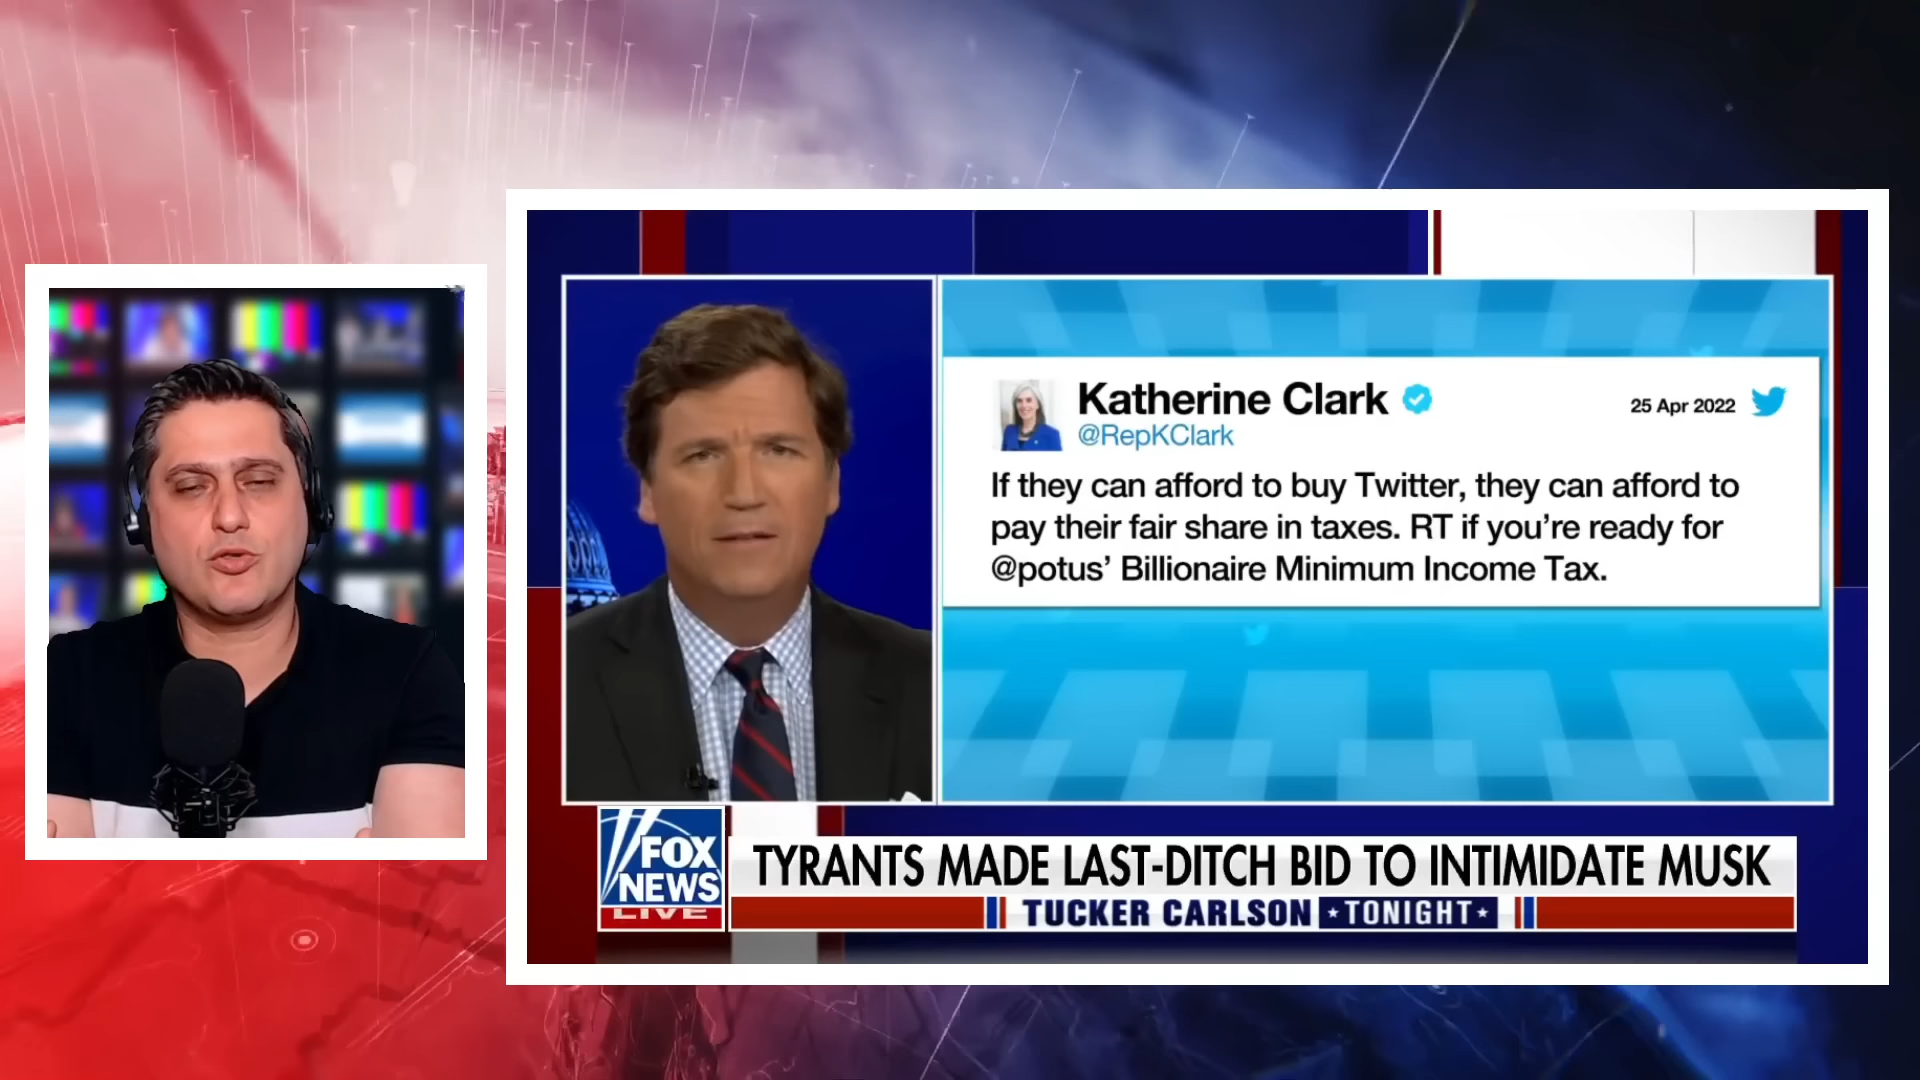 Katherine Clark
@RepKClark
25 Apr 2022
If they can afford to buy Twitter, they can afford to
pay their fair share in taxes. RT if you’re ready for
@potus’ Billionaire Minimum Income Tax.
FOX
NEWS
LIVE
TYRANTS MADE LAST-DITCH BID TO INTIMIDATE MUSK
TUCKER CARLSON TONIGHT